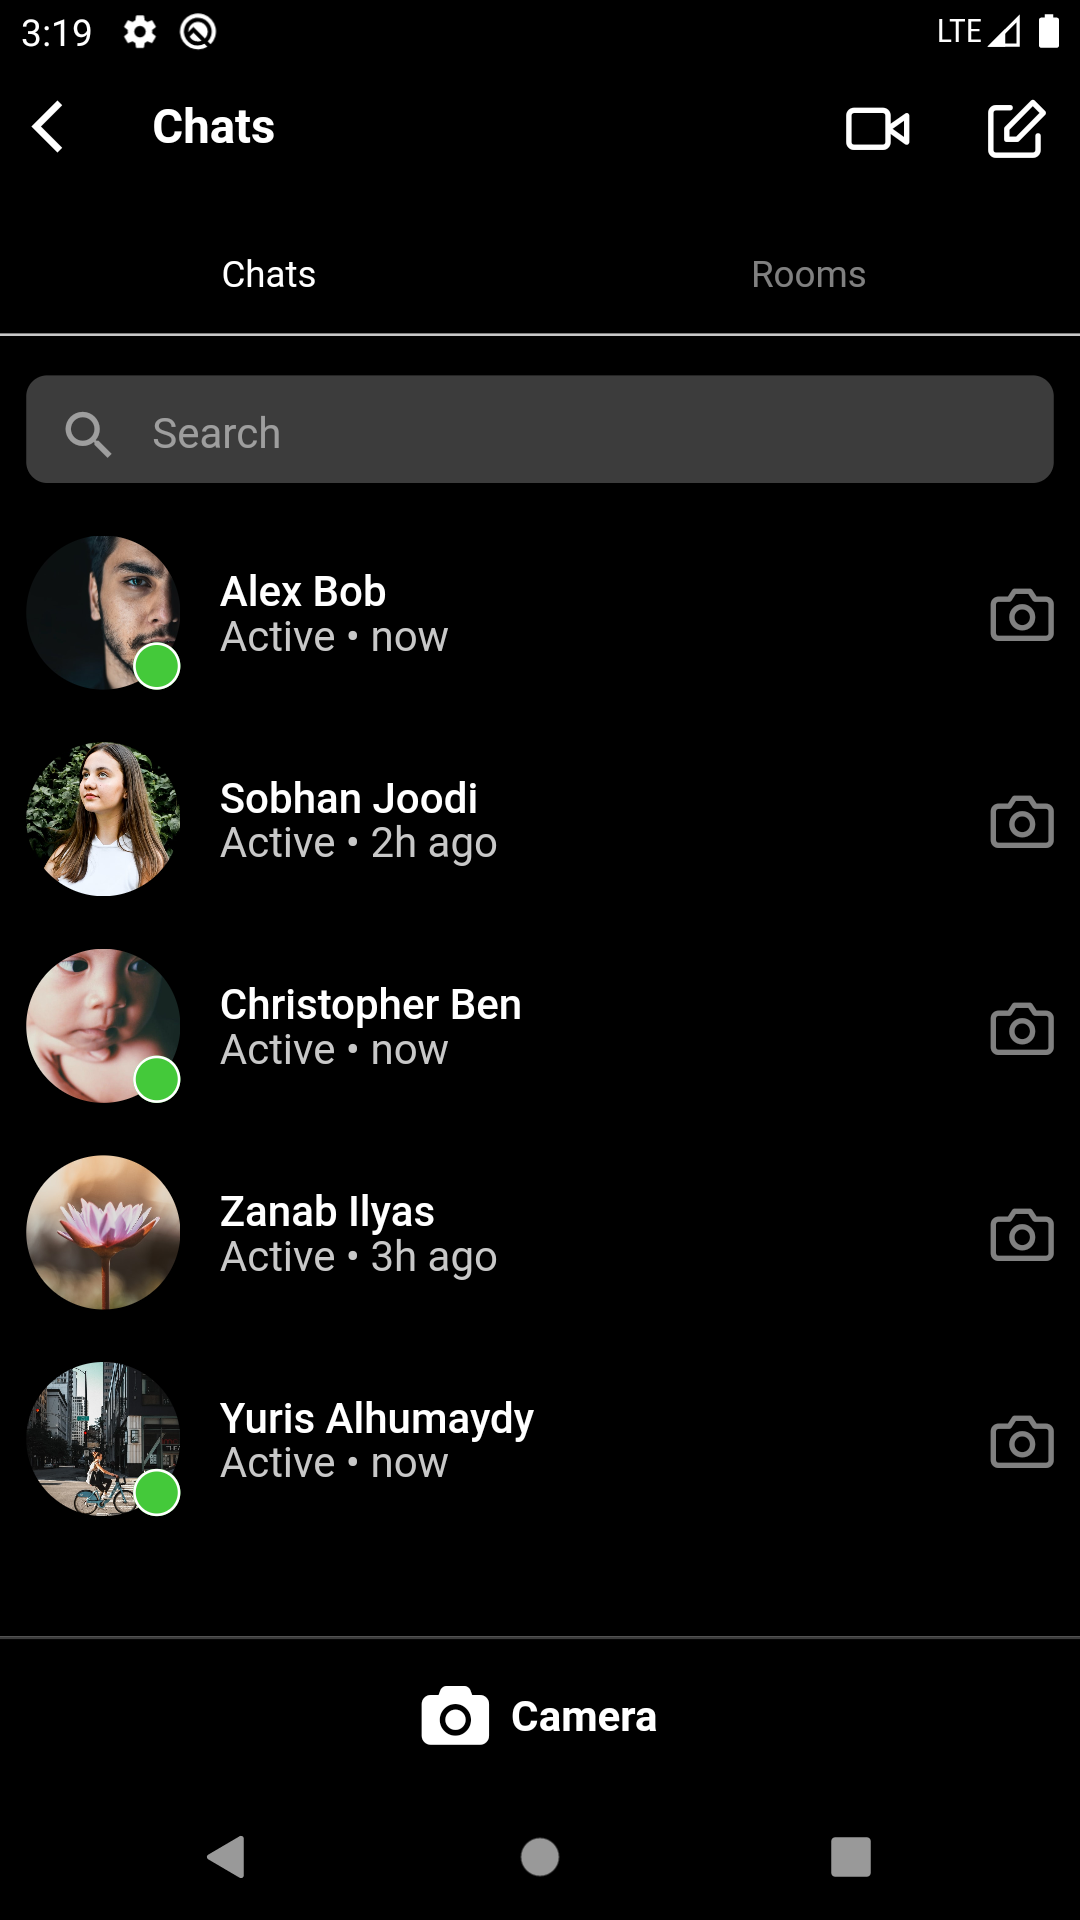 3:19 LTE
Chats
Chats Rooms
Search
Alex Bob
Active • now
Sobhan Joodi
Active • 2h ago
Christopher Ben
Active • now
Zanab Ilyas
Active • 3h ago
Yuris Alhumaydy
Active • now
Camera